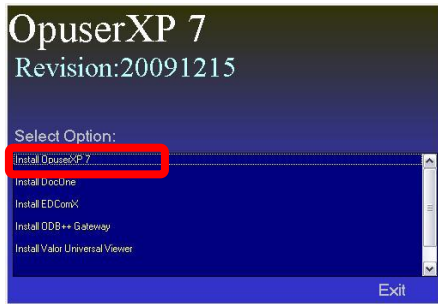 OpuserXP 7
Revision:20091215
Select Option:
Install OpuserXP 7
Install DocOne
Install EDComX
Install ODB++ Gateway
Install Valor Universal Viewer
Exit